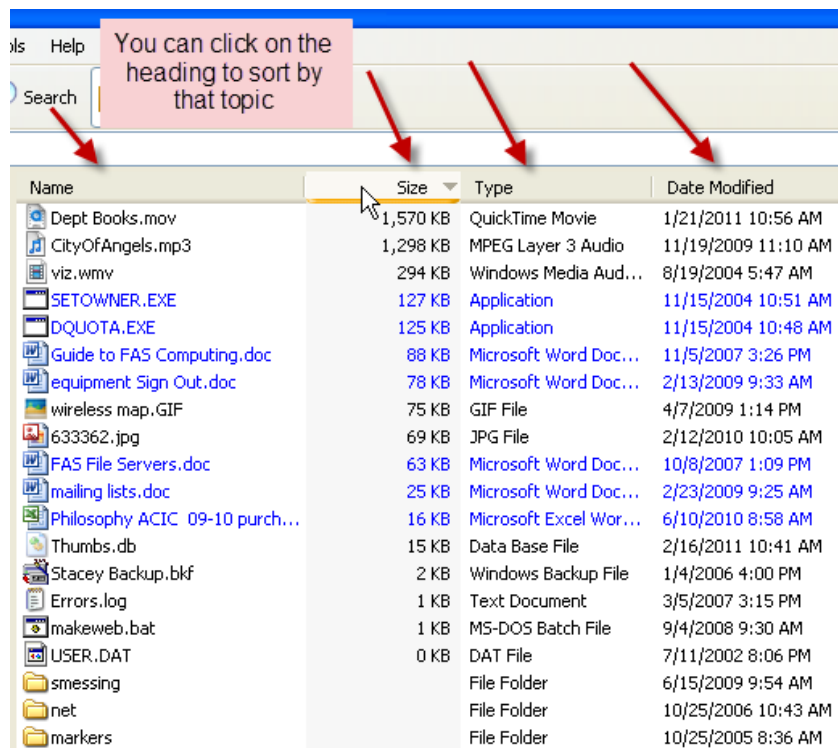 ols Help
You can click on the
heading to sort by
that topic
Search
Name Size Type Date Modified
Dept Books.mov 1,570 KB QuickTime Movie 1/21/2011 10:56 AM
CityOfAngels.mp3 1,298 KB MPEG Layer 3 Audio 11/19/2009 11:10 AM
viz.wmv 294 KB Windows Media Aud... 8/19/2004 5:47 AM
SETOWNER.EXE 127 KB Application 11/15/2004 10:51 AM
DQUOTA.EXE 125 KB Application 11/15/2004 10:48 AM
Guide to FAS Computing.doc 88 KB Microsoft Word Doc... 11/5/2007 3:26 PM
equipment Sign Out.doc 78 KB Microsoft Word Doc... 2/13/2009 9:33 AM
wireless map.GIF 75 KB GIF File 4/7/2009 1:14 PM
633362.jpg 69 KB JPG File 2/12/2010 10:05 AM
FAS File Servers.doc 63 KB Microsoft Word Doc... 10/8/2007 1:09 PM
mailing lists.doc 25 KB Microsoft Word Doc... 2/23/2009 9:25 AM
Philosophy ACIC 09-10 purch... 16 KB Microsoft Excel Wor... 6/10/2010 8:58 AM
Thumbs.db 15 KB Data Base File 2/16/2011 10:41 AM
Stacey Backup.bkf 2 KB Windows Backup File 1/4/2006 4:00 PM
Errors.log 1 KB Text Document 3/5/2007 3:15 PM
makeweb.bat 1 KB MS-DOS Batch File 9/4/2008 9:30 AM
USER.DAT 0 KB DAT File 7/11/2002 8:06 PM
smessing File Folder 6/15/2009 9:54 AM
net File Folder 10/25/2006 10:43 AM
markers File Folder 10/25/2005 8:36 AM